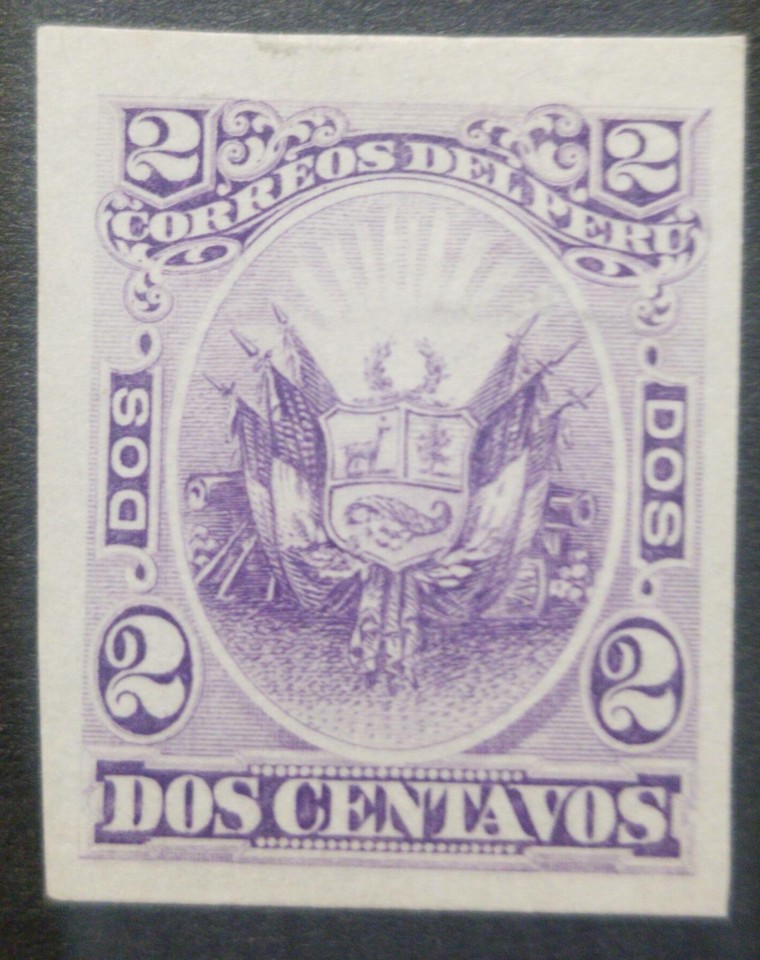 2 2
CORREOS DEL PERU
DOS DOS
2 2
DOS CENTAVOS